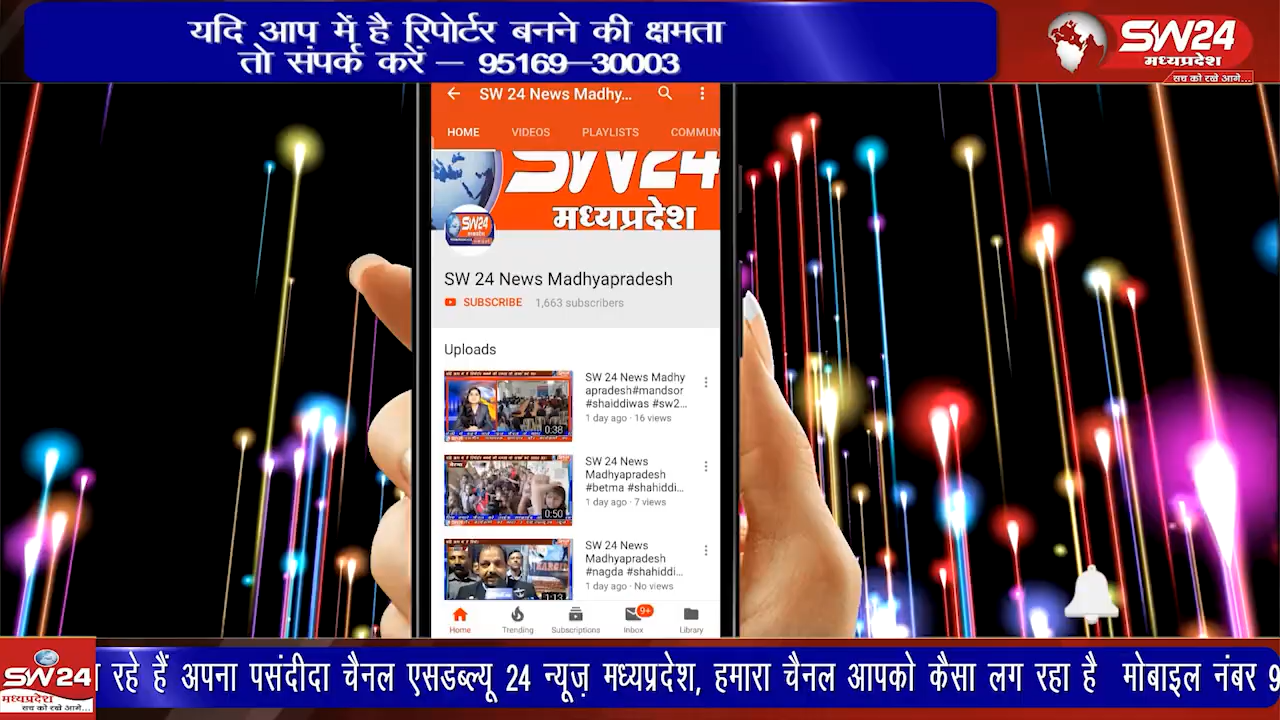 यदि आप में है रिपोर्टर बनने की क्षमता
तो संपर्क करें – 95169–30003
SW24
मध्यप्रदेश
सच को रखे आगे...
SW 24 News Madhy...
HOME VIDEOS PLAYLISTS COMMUN
SW24
मध्यप्रदेश
SW24
SW 24 News Madhyapradesh
SUBSCRIBE 1,663 subscribers
Uploads
SW 24 News Madhy
apradesh#mandsor
#shaiddiwas #sw2...
1 day ago · 16 views
0:38
SW 24 News
Madhyapradesh
#betma #shahiddi...
1 day ago · 7 views
0:50
SW 24 News
Madhyapradesh
#nagda #shahiddi...
1 day ago · No views
1:13
9+
Home Trending Subscriptions Inbox Library
SW24
मध्यप्रदेश
सच को रखे आगे...
रहे हैं अपना पसंदीदा चैनल एसडब्ल्यू 24 न्यूज़ मध्यप्रदेश, हमारा चैनल आपको कैसा लग रहा है मोबाइल नंबर 9